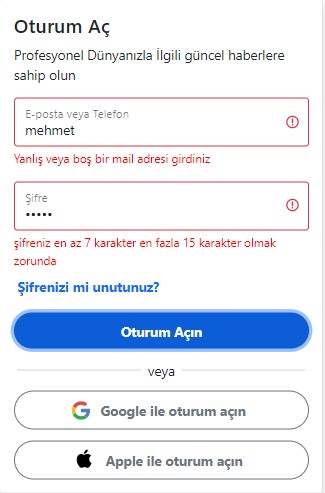 Oturum Aç
Profesyonel Dünyanızla İlgili güncel haberlere
sahip olun
E-posta veya Telefon
mehmet
Yanlış veya boş bir mail adresi girdiniz
Şifre
•••••
şifreniz en az 7 karakter en fazla 15 karakter olmak
zorunda
Şifrenizi mi unutunuz?
Oturum Açın
veya
Google ile oturum açın
Apple ile oturum açın